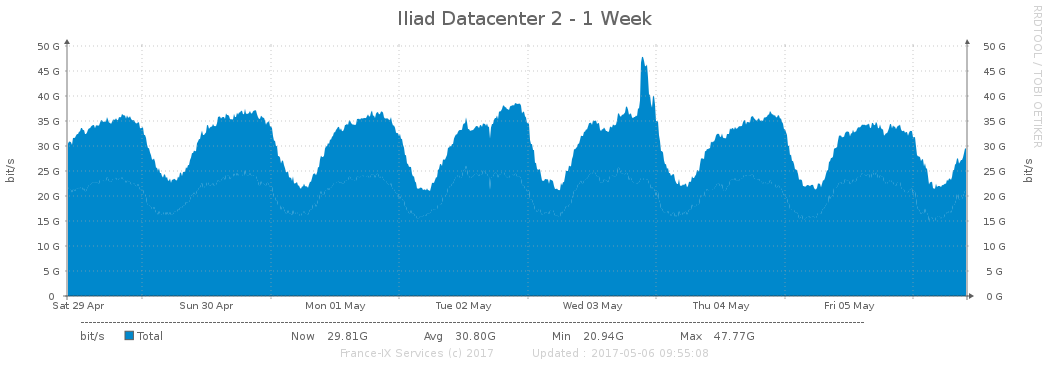 Iliad Datacenter 2 - 1 Week
RRDTOOL / TOBI OETIKER
50 G 50 G
45 G 45 G
40 G 40 G
35 G 35 G
30 G 30 G
25 G 25 G
20 G 20 G
15 G 15 G
10 G 10 G
5 G 5 G
0 0 G
bit/s bit/s
Sat 29 Apr Sun 30 Apr Mon 01 May Tue 02 May Wed 03 May Thu 04 May Fri 05 May
bit/s Total Now 29.81G Avg 30.80G Min 20.94G Max 47.77G
France-IX Services (c) 2017 Updated : 2017-05-06 09:55:08